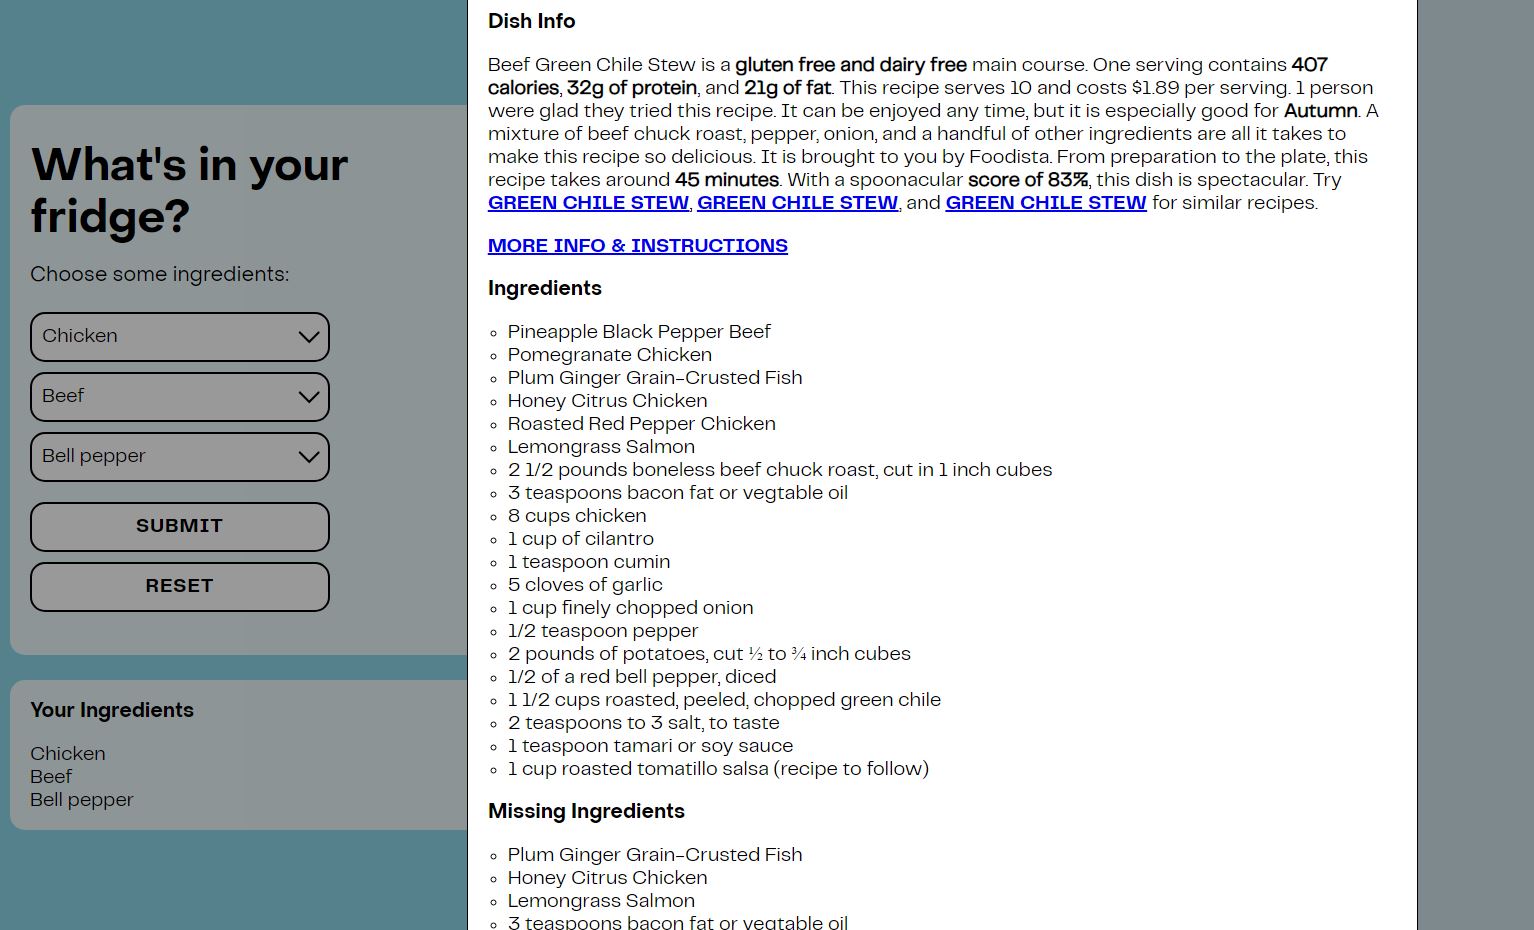 What's in your
fridge?
Choose some ingredients:
Chicken
Beef
Bell pepper
SUBMIT
RESET
Your Ingredients
Chicken
Beef
Bell pepper
Dish Info
Beef Green Chile Stew is a gluten free and dairy free main course. One serving contains 407
calories, 32g of protein, and 21g of fat. This recipe serves 10 and costs $1.89 per serving. 1 person
were glad they tried this recipe. It can be enjoyed any time, but it is especially good for Autumn. A
mixture of beef chuck roast, pepper, onion, and a handful of other ingredients are all it takes to
make this recipe so delicious. It is brought to you by Foodista. From preparation to the plate, this
recipe takes around 45 minutes. With a spoonacular score of 83%, this dish is spectacular. Try
GREEN CHILE STEW, GREEN CHILE STEW, and GREEN CHILE STEW for similar recipes.
MORE INFO & INSTRUCTIONS
Ingredients
Pineapple Black Pepper Beef
Pomegranate Chicken
Plum Ginger Grain-Crusted Fish
Honey Citrus Chicken
Roasted Red Pepper Chicken
Lemongrass Salmon
2 1/2 pounds boneless beef chuck roast, cut in 1 inch cubes
3 teaspoons bacon fat or vegtable oil
8 cups chicken
1 cup of cilantro
1 teaspoon cumin
5 cloves of garlic
1 cup finely chopped onion
1/2 teaspoon pepper
2 pounds of potatoes, cut ½ to ¾ inch cubes
1/2 of a red bell pepper, diced
1 1/2 cups roasted, peeled, chopped green chile
2 teaspoons to 3 salt, to taste
1 teaspoon tamari or soy sauce
1 cup roasted tomatillo salsa (recipe to follow)
Missing Ingredients
Plum Ginger Grain-Crusted Fish
Honey Citrus Chicken
Lemongrass Salmon
3 teaspoons bacon fat or vegtable oil